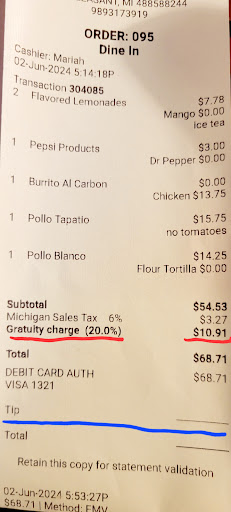 MI 488588244
9893173919
ORDER: 095
Dine In
Cashier: Mariah
02-Jun-2024 5:14:18P
Transaction 304085
2 Flavored Lemonades $7.78
Mango $0.00
ice tea
1 Pepsi Products $3.00
Dr Pepper $0.00
1 Burrito Al Carbon $0.00
Chicken $13.75
1 Pollo Tapatio $15.75
no tomatoes
1 Pollo Blanco $14.25
Flour Tortilla $0.00
Subtotal $54.53
Michigan Sales Tax 6% $3.27
Gratuity charge (20.0%) $10.91
Total $68.71
DEBIT CARD AUTH $68.71
VISA 1321
Tip
Total
Retain this copy for statement validation
02-Jun-2024 5:53:27P
$68.71 | Method: EMV